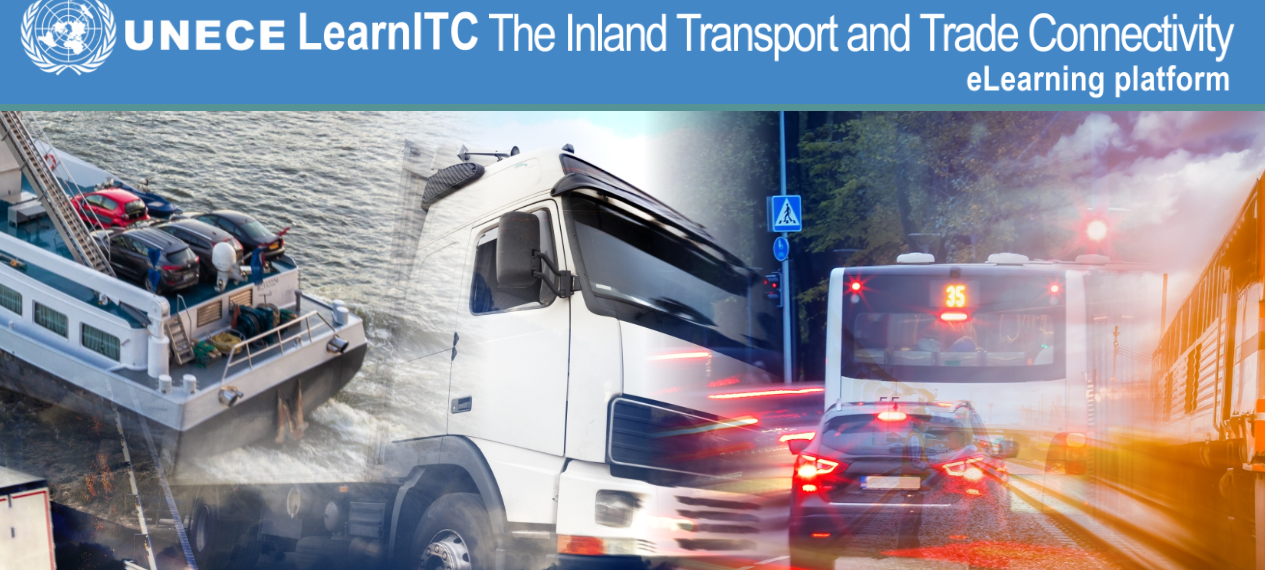 UNECE LearnITC The Inland Transport and Trade Connectivity
eLearning platform
35